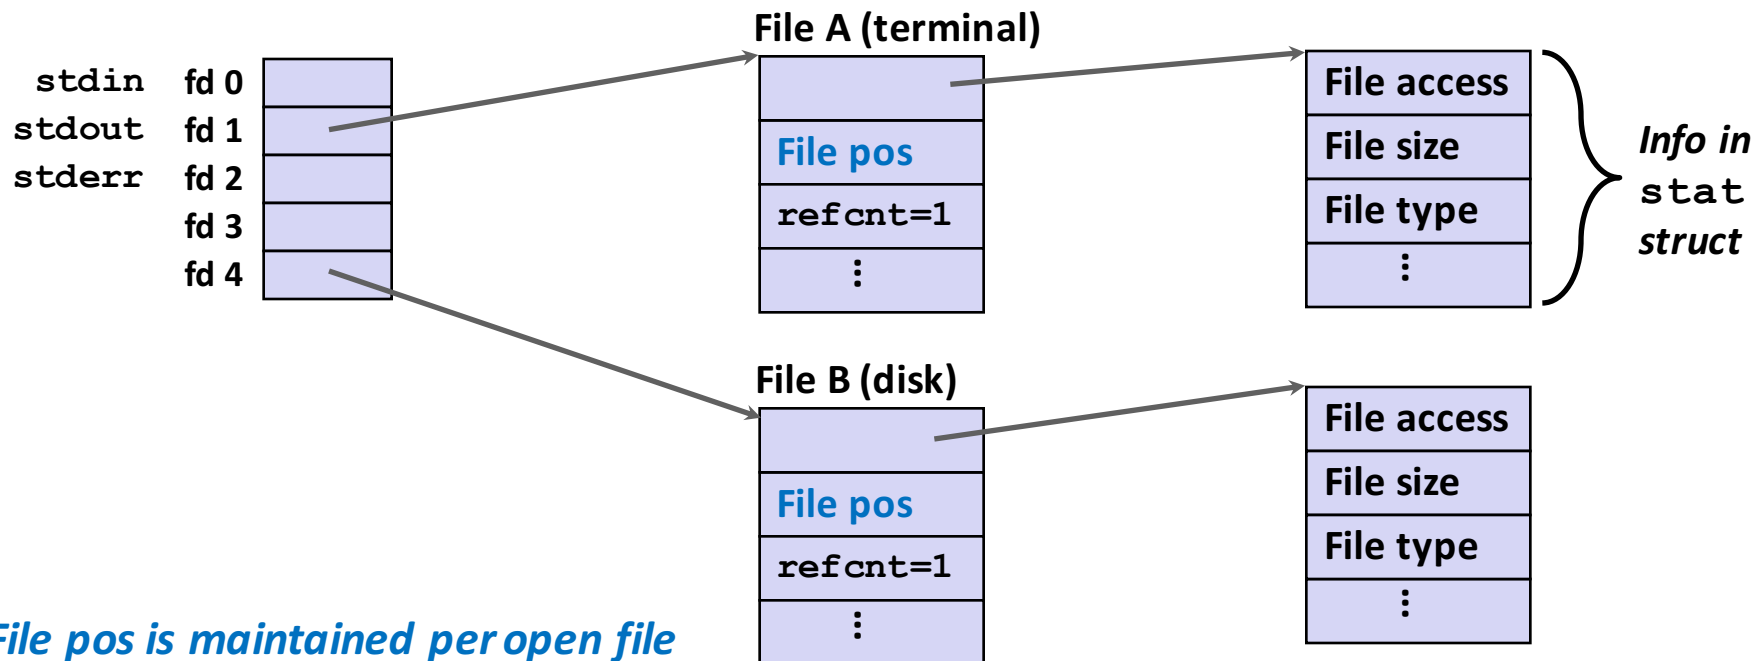 File A (terminal)
stdin fd 0
stdout fd 1
stderr fd 2
fd 3
fd 4
File pos
refcnt=1
⋮
File access
File size
File type
⋮
Info in
stat
struct
File B (disk)
File pos
refcnt=1
⋮
File access
File size
File type
⋮
File pos is maintained per open file